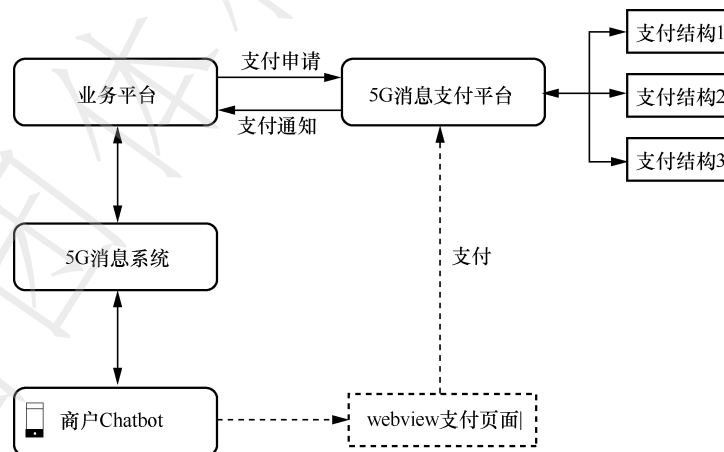 支付结构1
支付申请
业务平台
5G消息支付平台
支付结构2
支付通知
支付结构3
5G消息系统
支付
商户Chatbot
webview支付页面